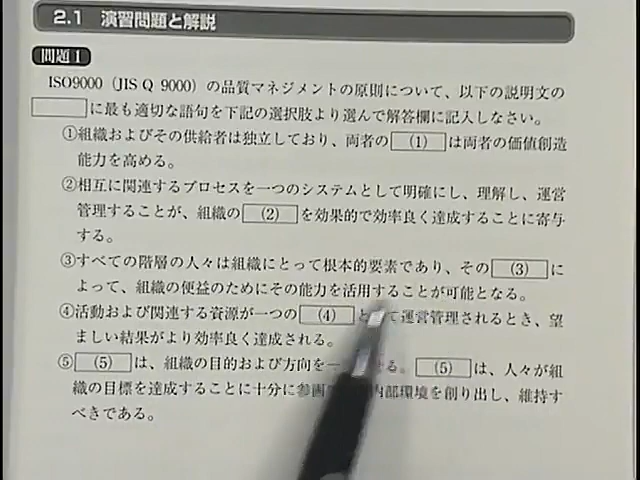 2.1 演習問題と解説
問題1
ISO9000（JIS Q 9000）の品質マネジメントの原則について、以下の説明文の
に最も適切な語句を下記の選択肢より選んで解答欄に記入しなさい。
①組織およびその供給者は独立しており、両者の (1) は両者の価値創造
能力を高める。
②相互に関連するプロセスを一つのシステムとして明確にし、理解し、運営
管理することが、組織の (2) を効果的で効率良く達成することに寄与
する。
③すべての階層の人々は組織にとって根本的要素であり、その (3) に
よって、組織の便益のためにその能力を活用することが可能となる。
④活動および関連する資源が一つの (4) と て運営管理されるとき、望
ましい結果がより効率良く達成される。
⑤ (5) は、組織の目的および方向を一 る。 (5) は、人々が組
織の目標を達成することに十分に参画 内部環境を創り出し、維持す
べきである。